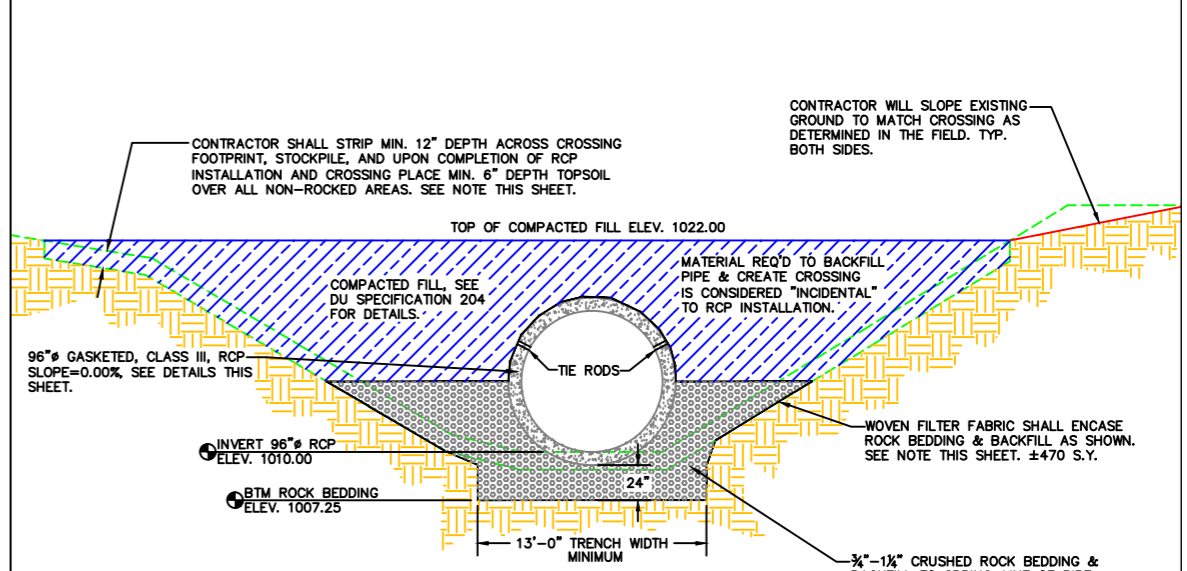 CONTRACTOR WILL SLOPE EXISTING
GROUND TO MATCH CROSSING AS
DETERMINED IN THE FIELD. TYP.
BOTH SIDES.
CONTRACTOR SHALL STRIP MIN. 12" DEPTH ACROSS CROSSING
FOOTPRINT, STOCKPILE, AND UPON COMPLETION OF RCP
INSTALLATION AND CROSSING PLACE MIN. 6" DEPTH TOPSOIL
OVER ALL NON-ROCKED AREAS. SEE NOTE THIS SHEET.
TOP OF COMPACTED FILL ELEV. 1022.00
COMPACTED FILL, SEE
DU SPECIFICATION 204
FOR DETAILS.
MATERIAL REQ'D TO BACKFILL
PIPE & CREATE CROSSING
IS CONSIDERED "INCIDENTAL"
TO RCP INSTALLATION.
96"ø GASKETED, CLASS III, RCP
SLOPE=0.00%, SEE DETAILS THIS
SHEET.
TIE RODS
WOVEN FILTER FABRIC SHALL ENCASE
ROCK BEDDING & BACKFILL AS SHOWN.
SEE NOTE THIS SHEET. ±470 S.Y.
INVERT 96"ø RCP
ELEV. 1010.00
24"
BTM ROCK BEDDING
ELEV. 1007.25
13'-0" TRENCH WIDTH
MINIMUM
¾"-1¼" CRUSHED ROCK BEDDING &